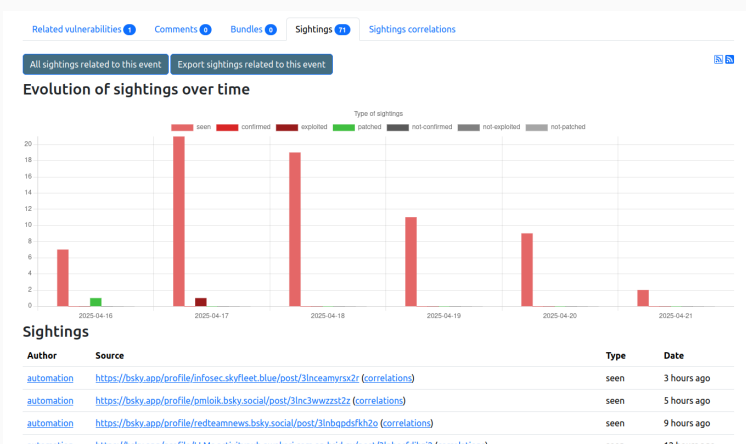 Related vulnerabilities 1 Comments 0 Bundles 0 Sightings 71 Sightings correlations
All sightings related to this event Export sightings related to this event
Evolution of sightings over time
Type of sightings
seen confirmed exploited patched not-confirmed not-exploited not-patched
20
18
16
14
12
10
8
6
4
2
0
2025-04-16 2025-04-17 2025-04-18 2025-04-19 2025-04-20 2025-04-21
Sightings
Author Source Type Date
automation https://bsky.app/profile/infosec.skyfleet.blue/post/3lnceamyrsx2r (correlations) seen 3 hours ago
automation https://bsky.app/profile/pmloik.bsky.social/post/3lnc3wwzzst2z (correlations) seen 5 hours ago
automation https://bsky.app/profile/redteamnews.bsky.social/post/3lnbqpdsfkh2o (correlations) seen 9 hours ago